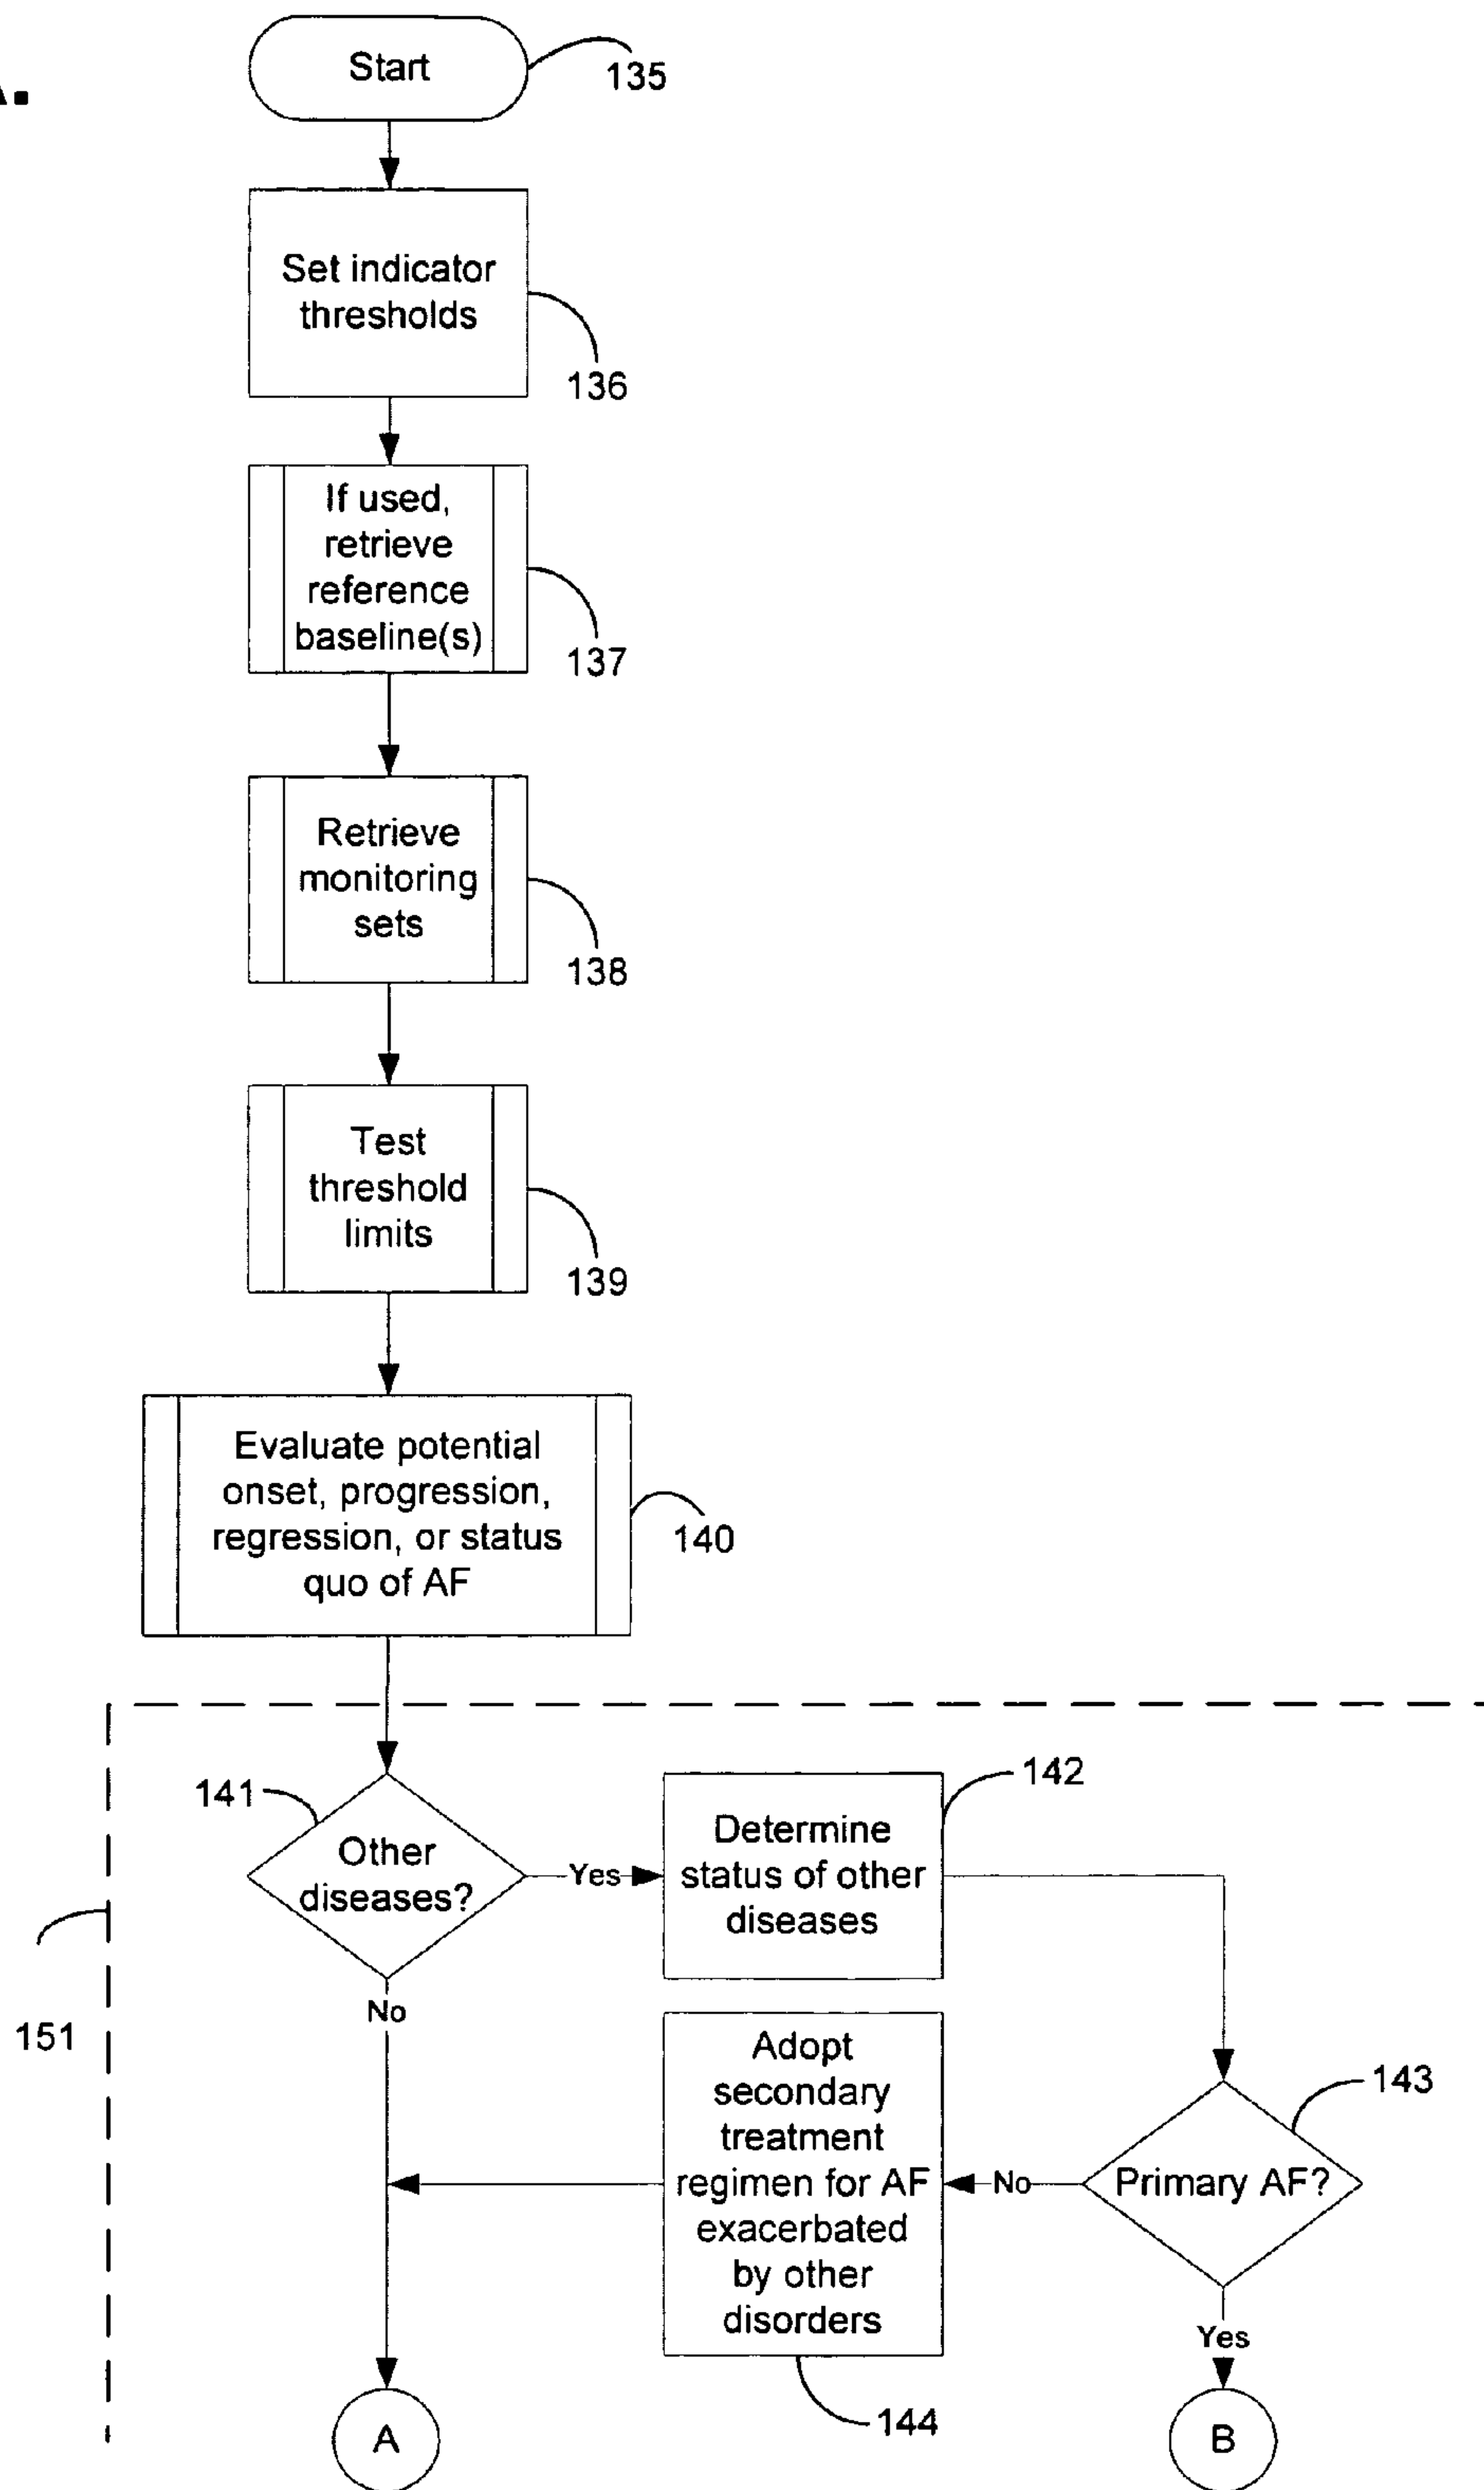 Start
135
Set indicator
thresholds
136
If used,
retrieve
reference
baseline(s)
137
Retrieve
monitoring
sets
138
Test
threshold
limits
139
Evaluate potential
onset, progression,
regression, or status
quo of AF
140
141
Other
diseases?
Yes
142
Determine
status of other
diseases
No
151
143
Primary AF?
No
Adopt
secondary
treatment
regimen for AF
exacerbated
by other
disorders
144
Yes
A
B